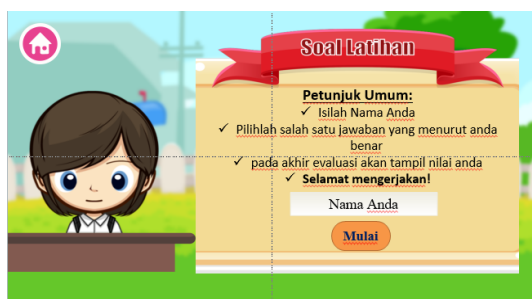 Soal Latihan
Petunjuk Umum:
✓ Isilah Nama Anda
✓ Pilihlah salah satu jawaban yang menurut anda
benar
✓ pada akhir evaluasi akan tampil nilai anda
✓ Selamat mengerjakan!
Nama Anda
Mulai